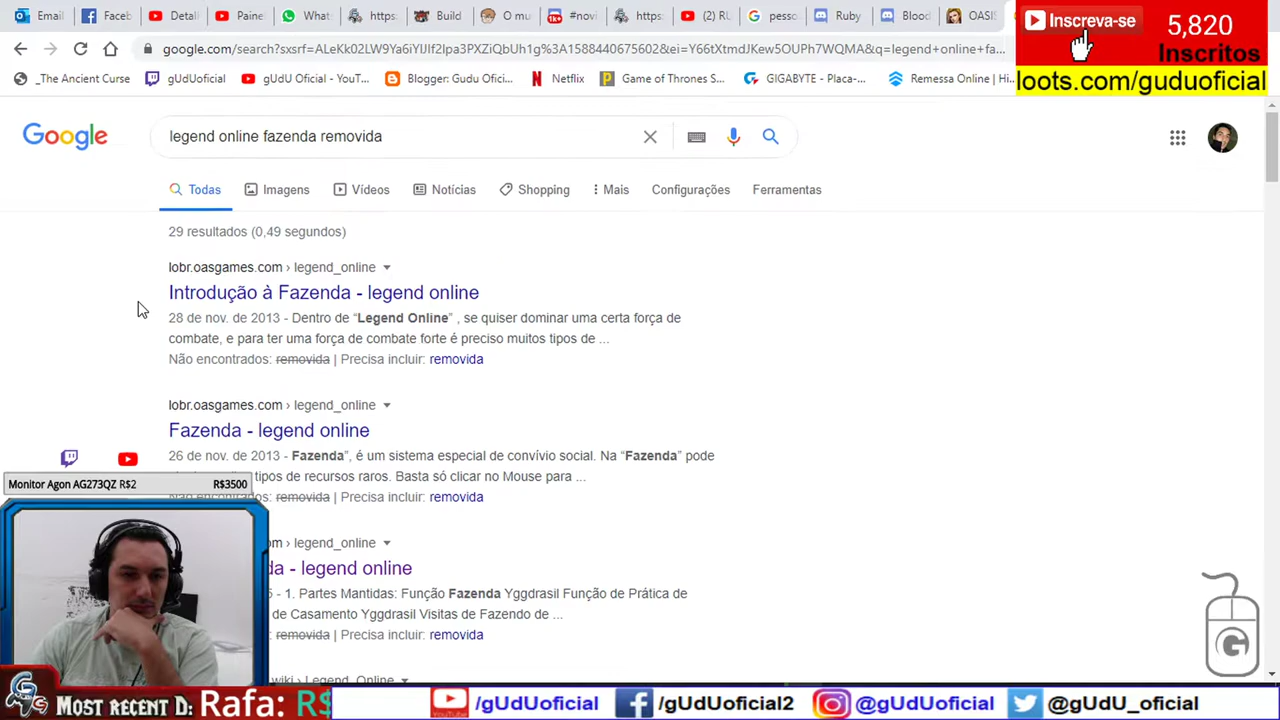 Email
Faceb
Detal
Paine
What
https:
Build
O mu
#novi
https:
(2) RU
pessc
Ruby
Blood
OASI
Inscreva-se
5,820
Inscritos
loots.com/guduoficial
google.com/search?sxsrf=ALeKk02LW9Ya6iYUIf2lpa3PXZiQbUh1g%3A1588440675602&ei=Y66tXtmdJKew5OUPh7WQMA&q=legend+online+fa...
_The Ancient Curse
gUdUoficial
gUdU Oficial - YouT...
Blogger: Gudu Ofici...
Netflix
Game of Thrones S...
GIGABYTE - Placa-...
Remessa Online | Hi...
Google
legend online fazenda removida
Todas
Imagens
Vídeos
Notícias
Shopping
Mais
Configurações
Ferramentas
29 resultados (0,49 segundos)
lobr.oasgames.com › legend_online
Introdução à Fazenda - legend online
28 de nov. de 2013 - Dentro de “Legend Online” , se quiser dominar uma certa força de
combate, e para ter uma força de combate forte é preciso muitos tipos de ...
Não encontrados: removida | Precisa incluir: removida
lobr.oasgames.com › legend_online
Fazenda - legend online
26 de nov. de 2013 - Fazenda”, é um sistema especial de convívio social. Na “Fazenda” pode
tipos de recursos raros. Basta só clicar no Mouse para ...
Não encontrados: removida | Precisa incluir: removida
Monitor Agon AG273QZ R$2
R$3500
om › legend_online
da - legend online
- 1. Partes Mantidas: Função Fazenda Yggdrasil Função de Prática de
de Casamento Yggdrasil Visitas de Fazendo de ...
removida | Precisa incluir: removida
wiki › Legend_Online
Most recent D: Rafa: R$
/gUdUoficial
/gUdUoficial2
@gUdUoficial
@gUdU_oficial